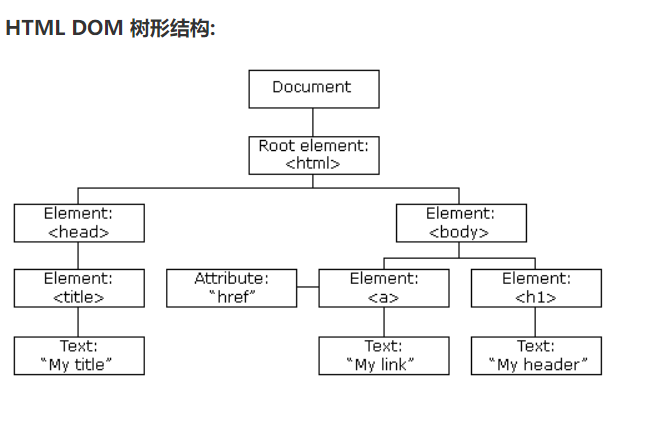 HTML DOM 树形结构:
Document
Root element:
<html>
Element:
<head>
Element:
<body>
Element:
<title>
Attribute:
“href”
Element:
<a>
Element:
<h1>
Text:
“My title”
Text:
“My link”
Text:
“My header”